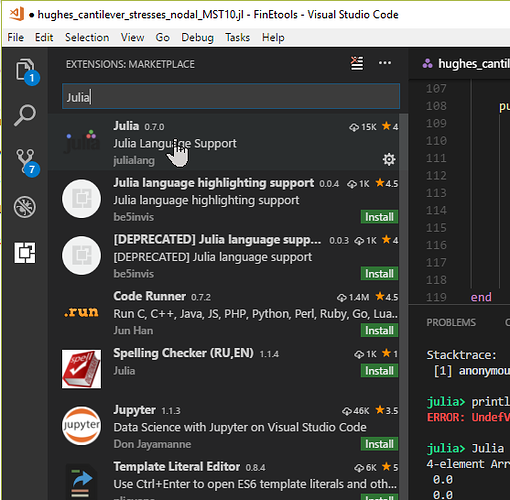 ● hughes_cantilever_stresses_nodal_MST10.jl - FinEtools - Visual Studio Code
File Edit Selection View Go Debug Tasks Help
EXTENSIONS: MARKETPLACE
Julia
Julia 0.7.0 15K ★4
Julia Language Support
julialang
Julia language highlighting support 0.0.4 1K ★4.5
Julia language highlighting support
be5invis Install
[DEPRECATED] Julia language supp... 0.0.3 1K ★4
[DEPRECATED] Julia language support
be5invis Install
.run
Code Runner 0.7.2 1.4M ★4.5
Run C, C++, Java, JS, PHP, Python, Perl, Ruby, Go, Lua...
Jun Han Install
Spell
Spelling Checker (RU,EN) 1.1.4 1K ★1
Julia Install
jupyter
Jupyter 1.1.3 46K ★3.5
Data Science with Jupyter on Visual Studio Code
Don Jayamanne Install
Template Literal Editor 0.8.4 6K ★5
Use Ctrl+Enter to open ES6 template literals and oth...
Install
1
7
hughes_cantil
107
108 pu
109
110
111
112
113
114
115
116
117
118
119 end
PROBLEMS
Stacktrace:
[1] anonymou
julia> printl
ERROR: UndefV
julia> Julia
4-element Arr
0.0
0.0